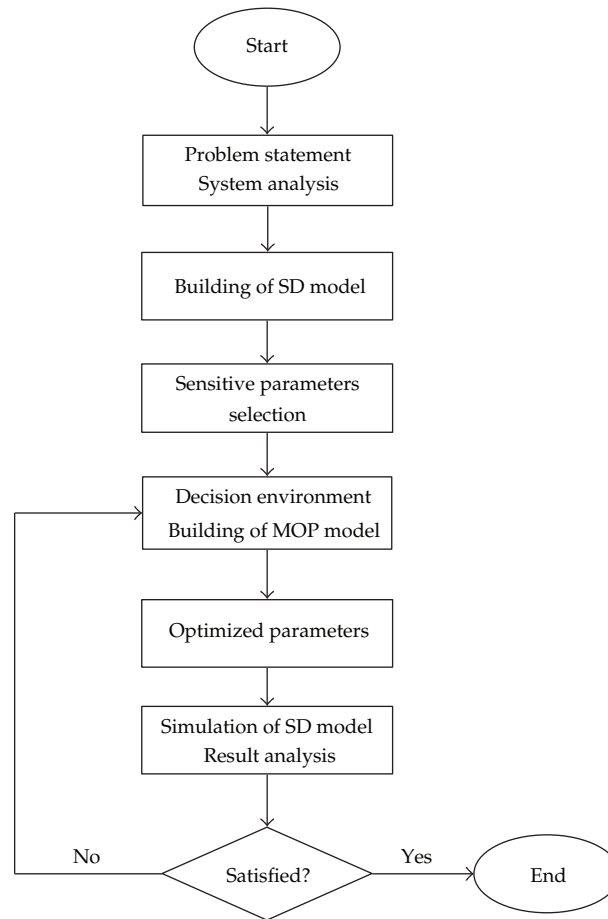 Start
Problem statement
System analysis
Building of SD model
Sensitive parameters
selection
Decision environment
Building of MOP model
Optimized parameters
Simulation of SD model
Result analysis
No
Satisfied?
Yes
End